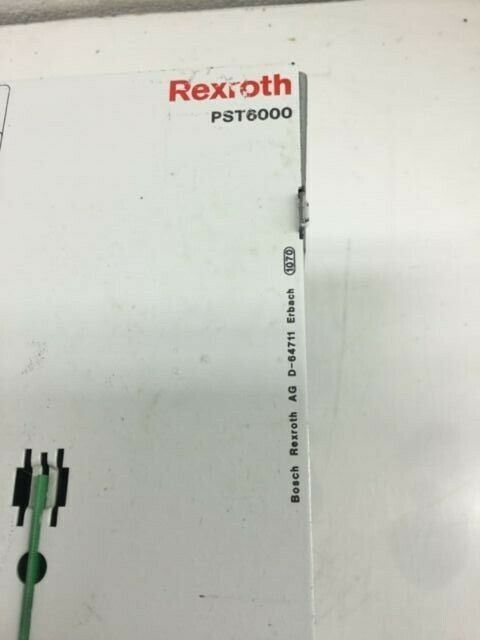 Rexroth
PST6000
Bosch Rexroth AG D-64711 Erbach 1070